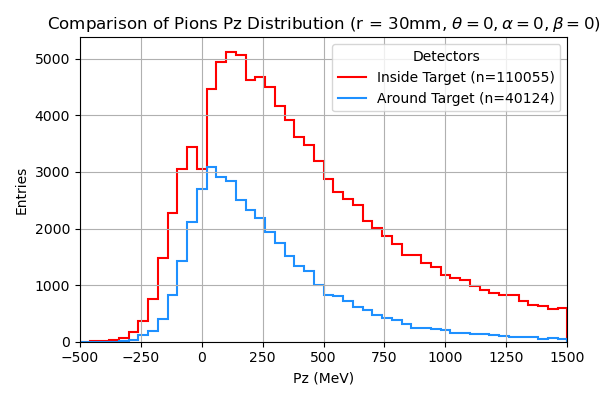 Comparison of Pions Pz Distribution (r = 30mm, θ = 0, α = 0, β = 0)
Detectors
Inside Target (n=110055)
Around Target (n=40124)
Entries
5000
4000
3000
2000
1000
0
−500 −250 0 250 500 750 1000 1250 1500
Pz (MeV)